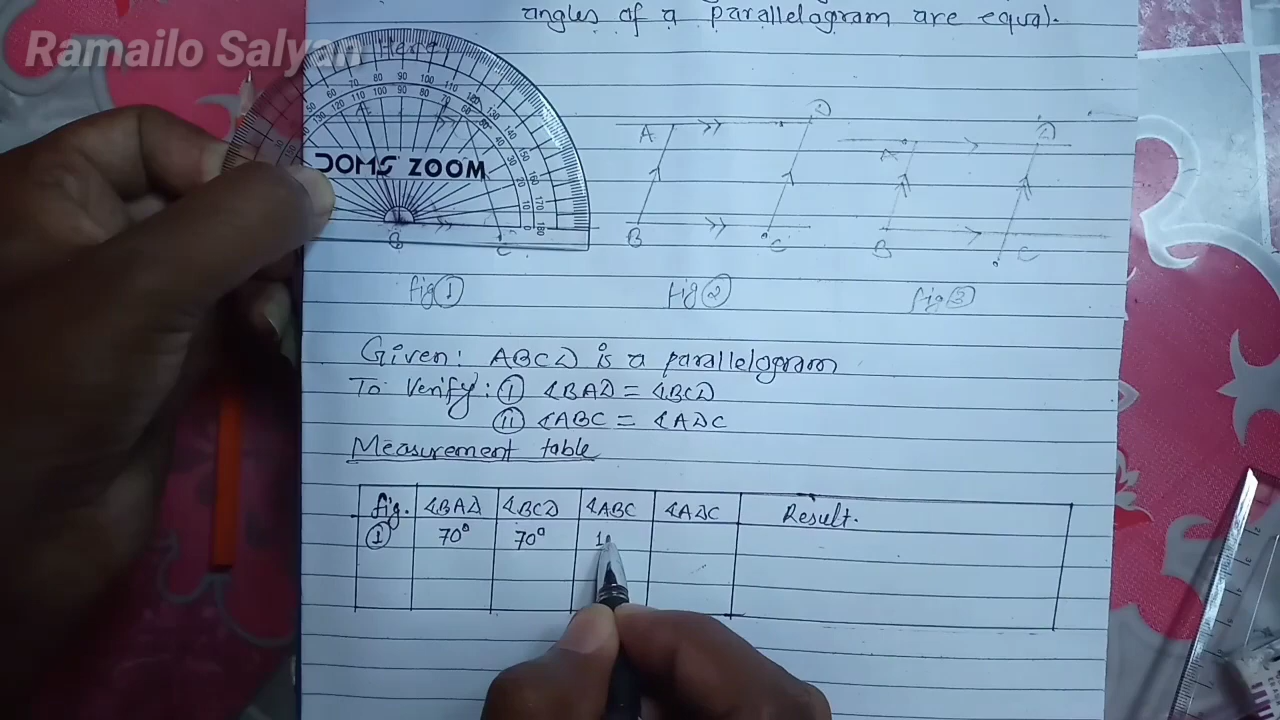 angles of a parallelogram are equal.
Ramailo Salyan
DOMS ZOOM
A D
B C
A D
B C
B C
fig ①
fig ②
fig ③
Given: ABCD is a parallelogram
To Verify: ① ∡BAD = ∡BCD
② ∡ABC = ∡ADC
Measurement table
fig. ∡BAD ∡BCD ∡ABC ∡ADC Result.
① 70° 70° 1